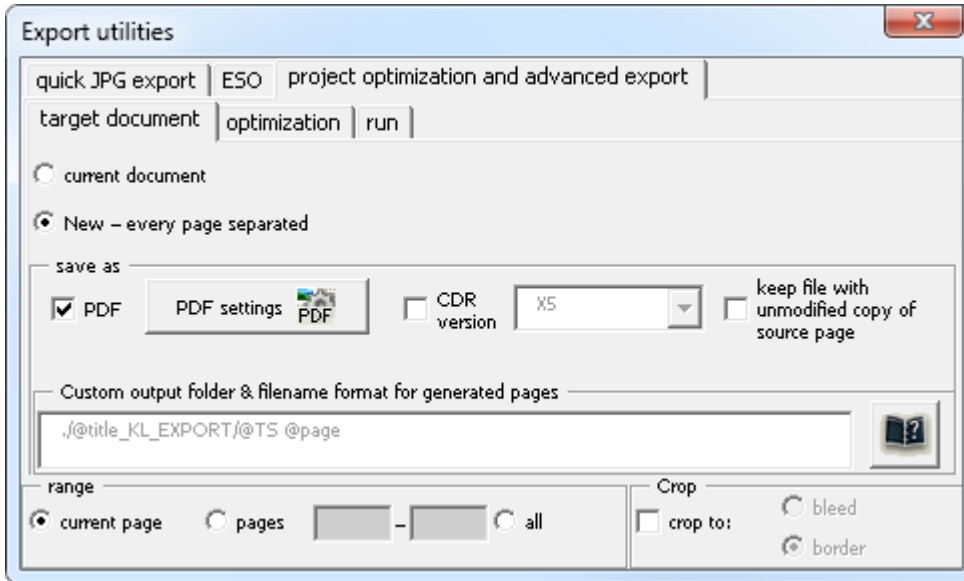 Export utilities
quick JPG export ESO project optimization and advanced export
target document optimization run
current document
New – every page separated
save as
PDF PDF settings PDF CDR version X5 keep file with unmodified copy of source page
Custom output folder & filename format for generated pages
./@title_KL_EXPORT/@TS @page
range
current page pages – all
Crop
crop to: bleed
border